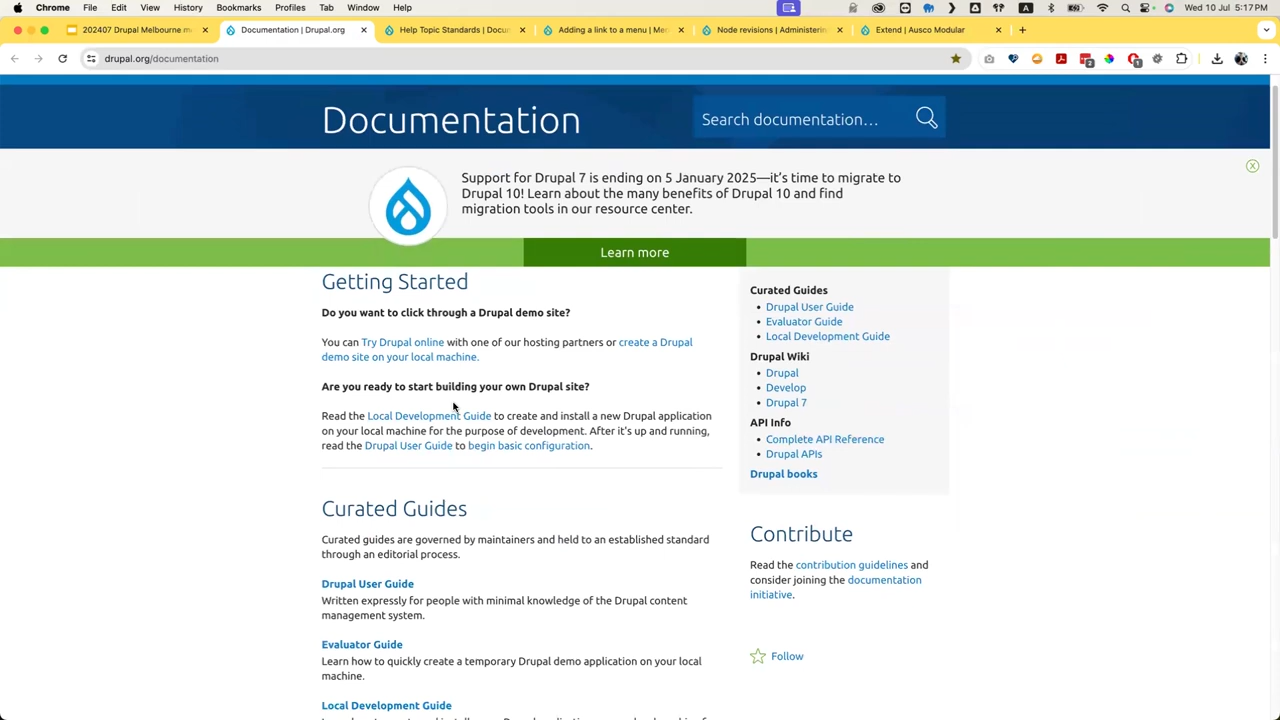 Chrome File Edit View History Bookmarks Profiles Tab Window Help
Wed 10 Jul 5:17 PM
202407 Drupal Melbourne m
Documentation | Drupal.org
Help Topic Standards | Docu
Adding a link to a menu | Me
Node revisions | Administerin
Extend | Ausco Modular
drupal.org/documentation
Documentation
Search documentation...
Support for Drupal 7 is ending on 5 January 2025—it's time to migrate to
Drupal 10! Learn about the many benefits of Drupal 10 and find
migration tools in our resource center.
Learn more
Getting Started
Do you want to click through a Drupal demo site?
You can Try Drupal online with one of our hosting partners or create a Drupal
demo site on your local machine.
Are you ready to start building your own Drupal site?
Read the Local Development Guide to create and install a new Drupal application
on your local machine for the purpose of development. After it's up and running,
read the Drupal User Guide to begin basic configuration.
Curated Guides
Curated guides are governed by maintainers and held to an established standard
through an editorial process.
Drupal User Guide
Written expressly for people with minimal knowledge of the Drupal content
management system.
Evaluator Guide
Learn how to quickly create a temporary Drupal demo application on your local
machine.
Local Development Guide
Curated Guides
• Drupal User Guide
• Evaluator Guide
• Local Development Guide
Drupal Wiki
• Drupal
• Develop
• Drupal 7
API Info
• Complete API Reference
• Drupal APIs
Drupal books
Contribute
Read the contribution guidelines and
consider joining the documentation
initiative.
Follow